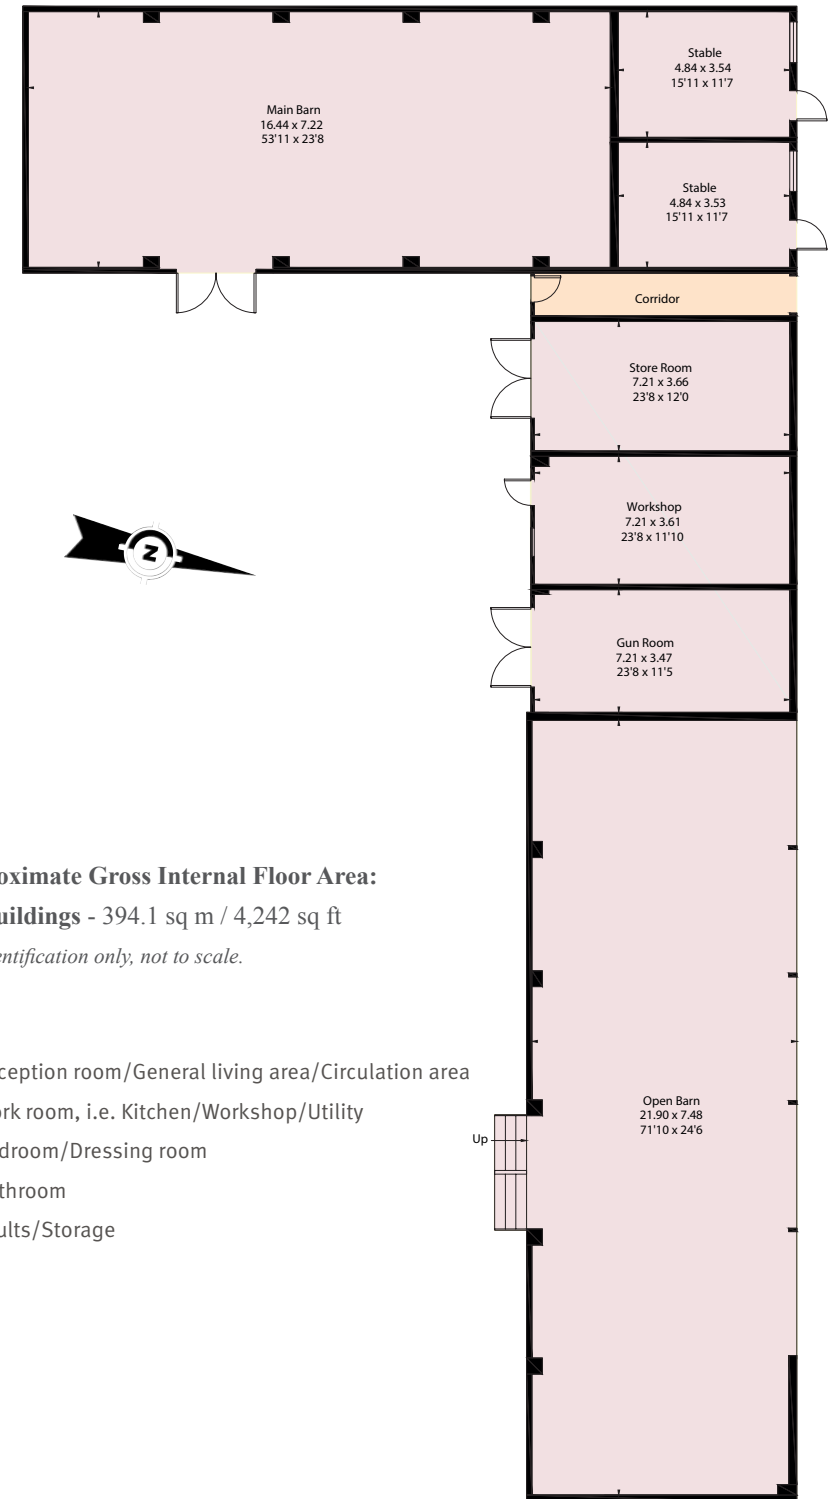 Stable
4.84 x 3.54
15'11 x 11'7
Main Barn
16.44 x 7.22
53'11 x 23'8
Stable
4.84 x 3.53
15'11 x 11'7
Corridor
Store Room
7.21 x 3.66
23'8 x 12'0
Workshop
7.21 x 3.61
23'8 x 11'10
N
Gun Room
7.21 x 3.47
23'8 x 11'5
oximate Gross Internal Floor Area:
uildings - 394.1 sq m / 4,242 sq ft
entification only, not to scale.
ception room/General living area/Circulation area
ork room, i.e. Kitchen/Workshop/Utility
droom/Dressing room
throom
ults/Storage
Open Barn
21.90 x 7.48
71'10 x 24'6
Up